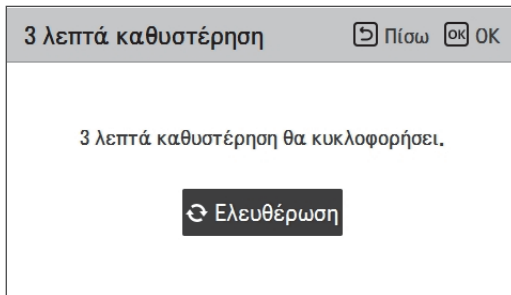 3 λεπτά καθυστέρηση Πίσω OK OK
3 λεπτά καθυστέρηση θα κυκλοφορήσει.
Ελευθέρωση